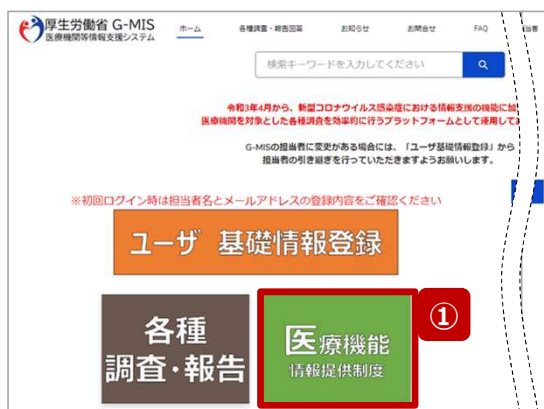 厚生労働省 G-MIS
医療機関等情報支援システム
ホーム 各種調査・報告回答 お知らせ お問合せ FAQ 当者
検索キーワードを入力してください
令和3年4月から、新型コロナウイルス感染症における情報支援の機能に加
医療機関を対象とした各種調査を効率的に行うプラットフォームとして運用してお
G-MISの担当者に変更がある場合には、「ユーザ基礎情報登録」から
担当者の引き継ぎを行っていただきますようお願いします。
※初回ログイン時は担当者名とメールアドレスの登録内容をご確認ください
ユーザ 基礎情報登録
各種
調査・報告
医療機能
情報提供制度
①